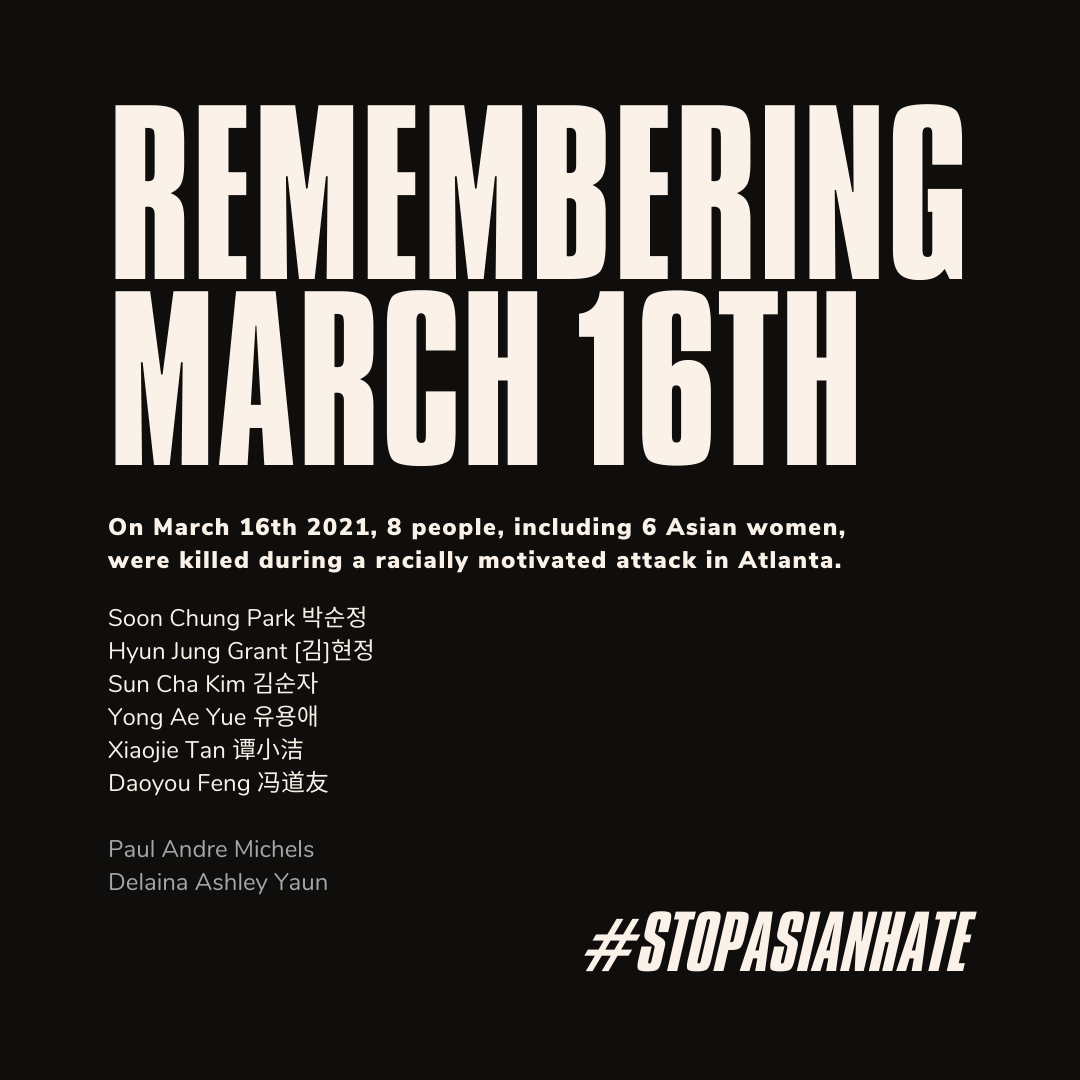 REMEMBERING
MARCH 16TH
On March 16th 2021, 8 people, including 6 Asian women,
were killed during a racially motivated attack in Atlanta.
Soon Chung Park 박순정
Hyun Jung Grant [김]현정
Sun Cha Kim 김순자
Yong Ae Yue 유용애
Xiaojie Tan 谭小洁
Daoyou Feng 冯道友
Paul Andre Michels
Delaina Ashley Yaun
#STOPASIANHATE